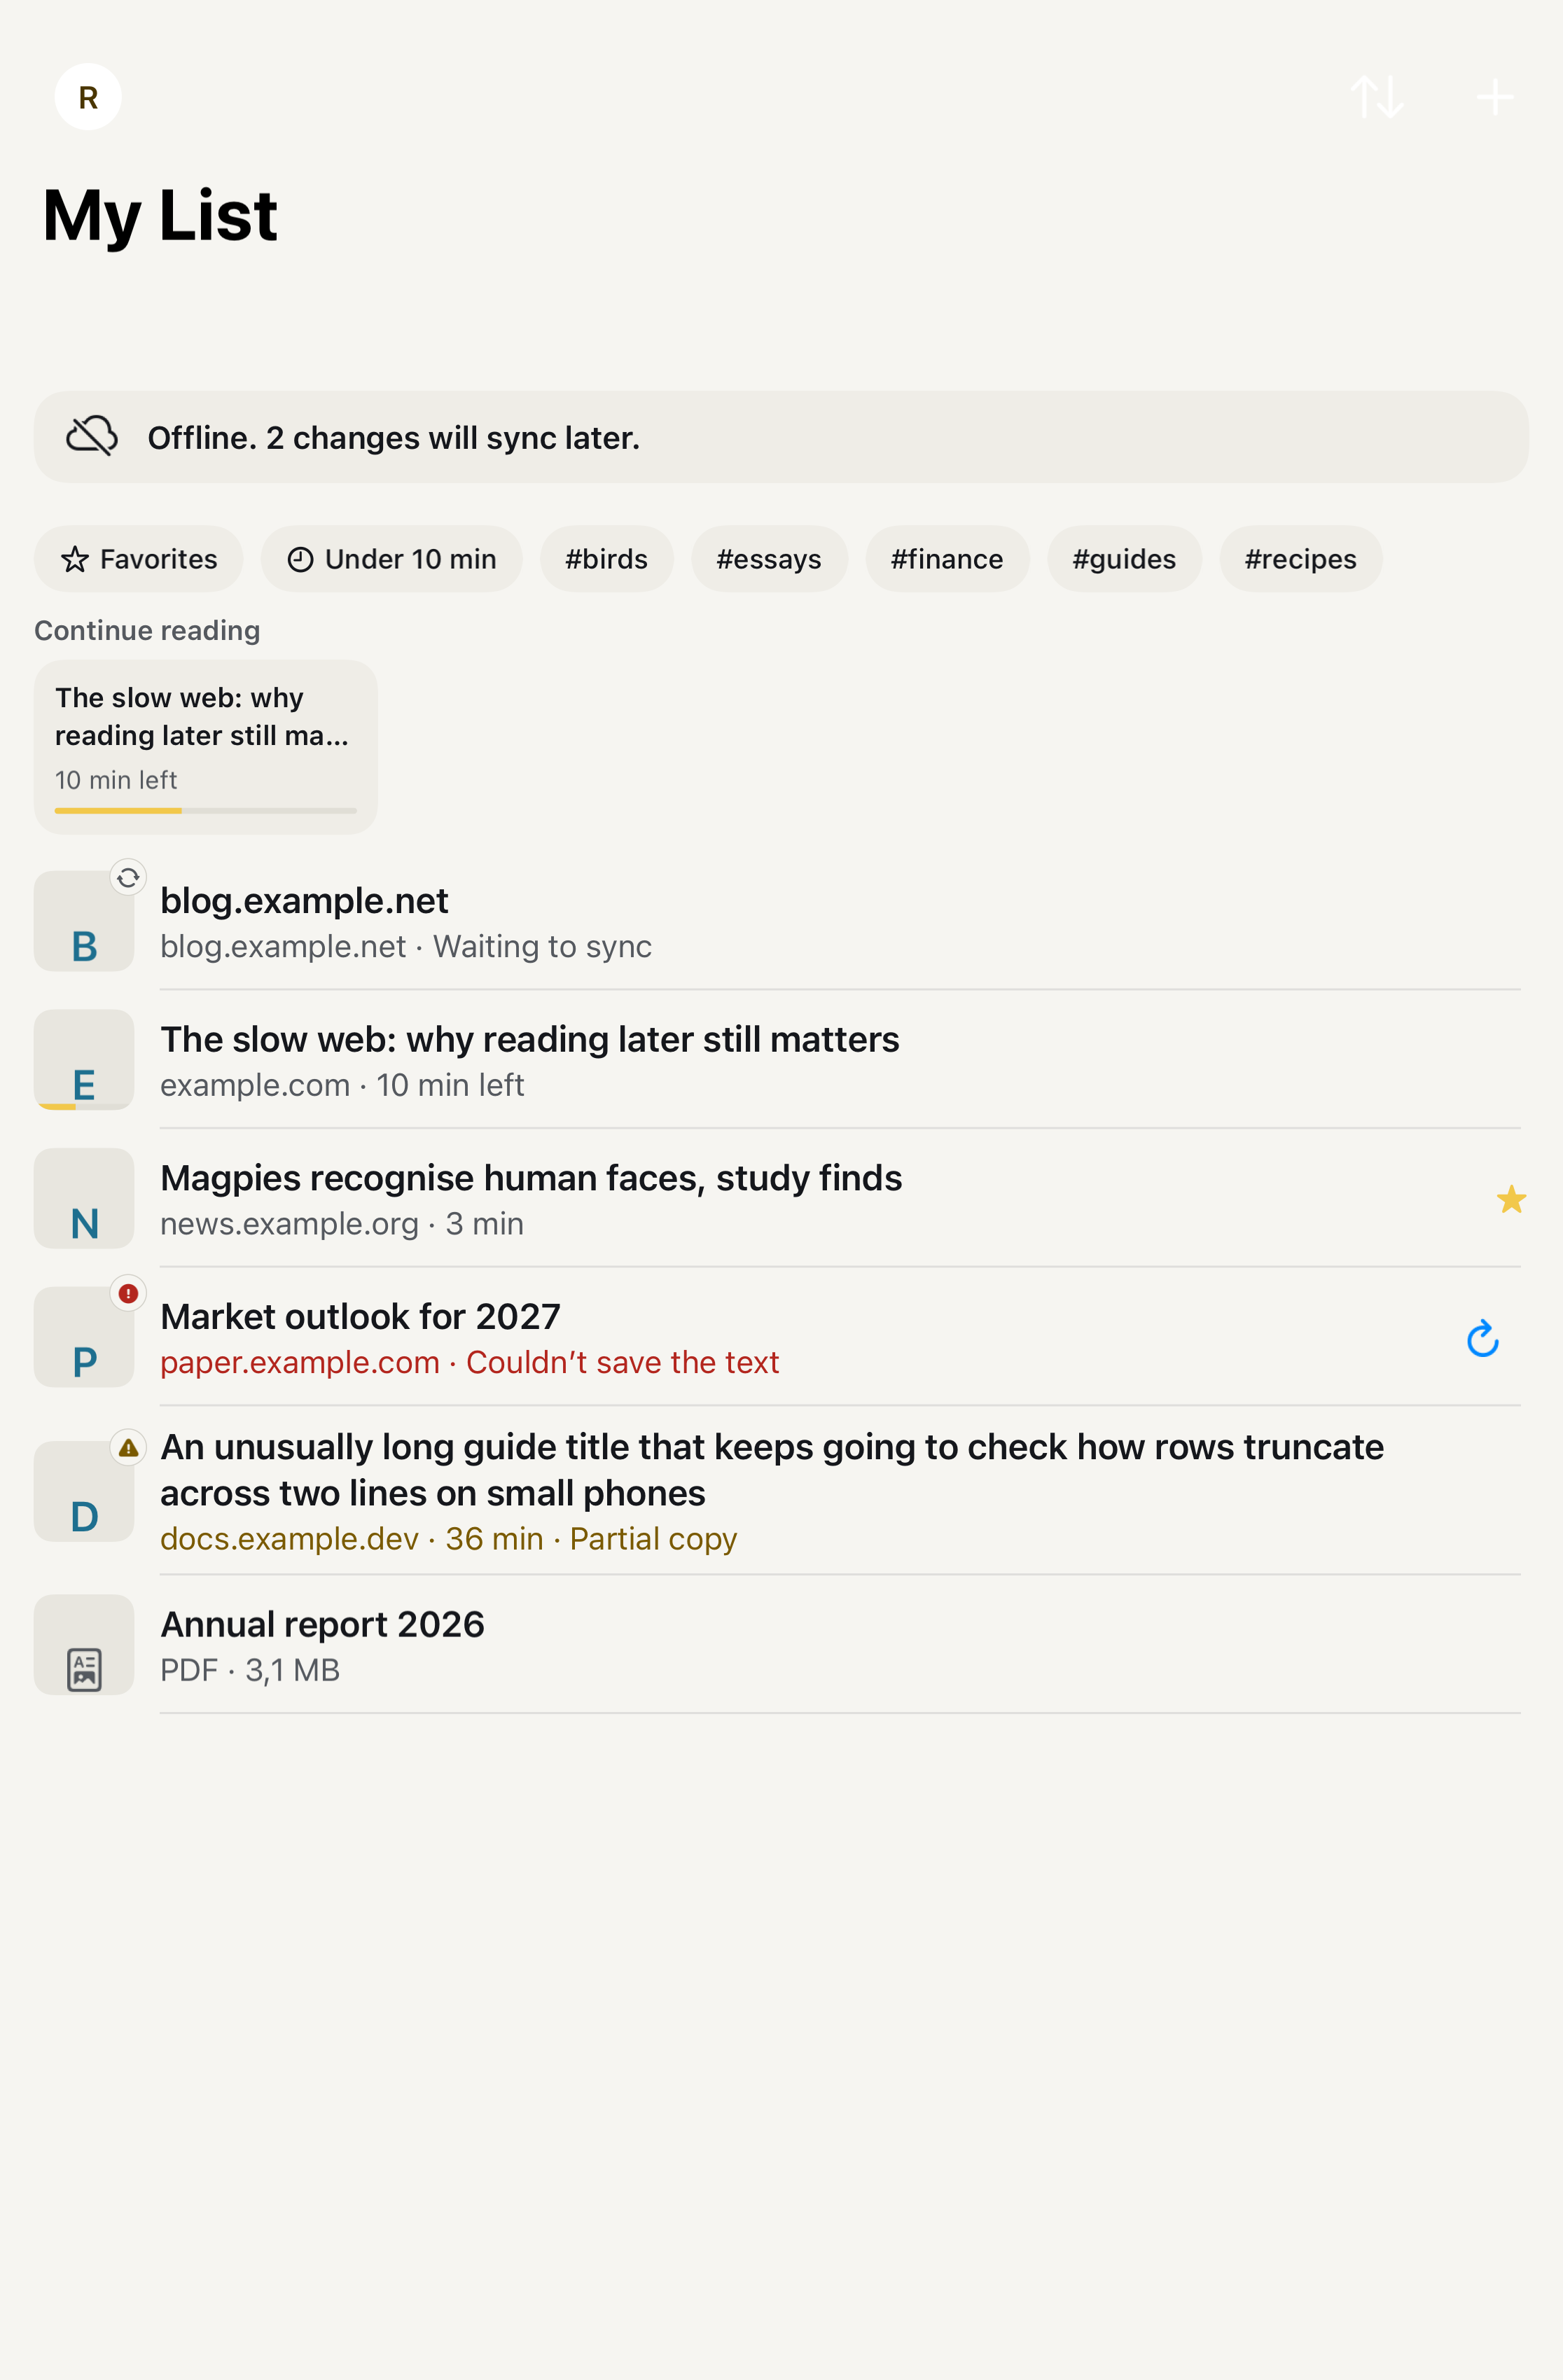 R
My List
Offline. 2 changes will sync later.
Favorites
Under 10 min
#birds
#essays
#finance
#guides
#recipes
Continue reading
The slow web: why
reading later still ma...
10 min left
B
blog.example.net
blog.example.net · Waiting to sync
E
The slow web: why reading later still matters
example.com · 10 min left
N
Magpies recognise human faces, study finds
news.example.org · 3 min
P
Market outlook for 2027
paper.example.com · Couldn’t save the text
D
An unusually long guide title that keeps going to check how rows truncate
across two lines on small phones
docs.example.dev · 36 min · Partial copy
Annual report 2026
PDF · 3,1 MB